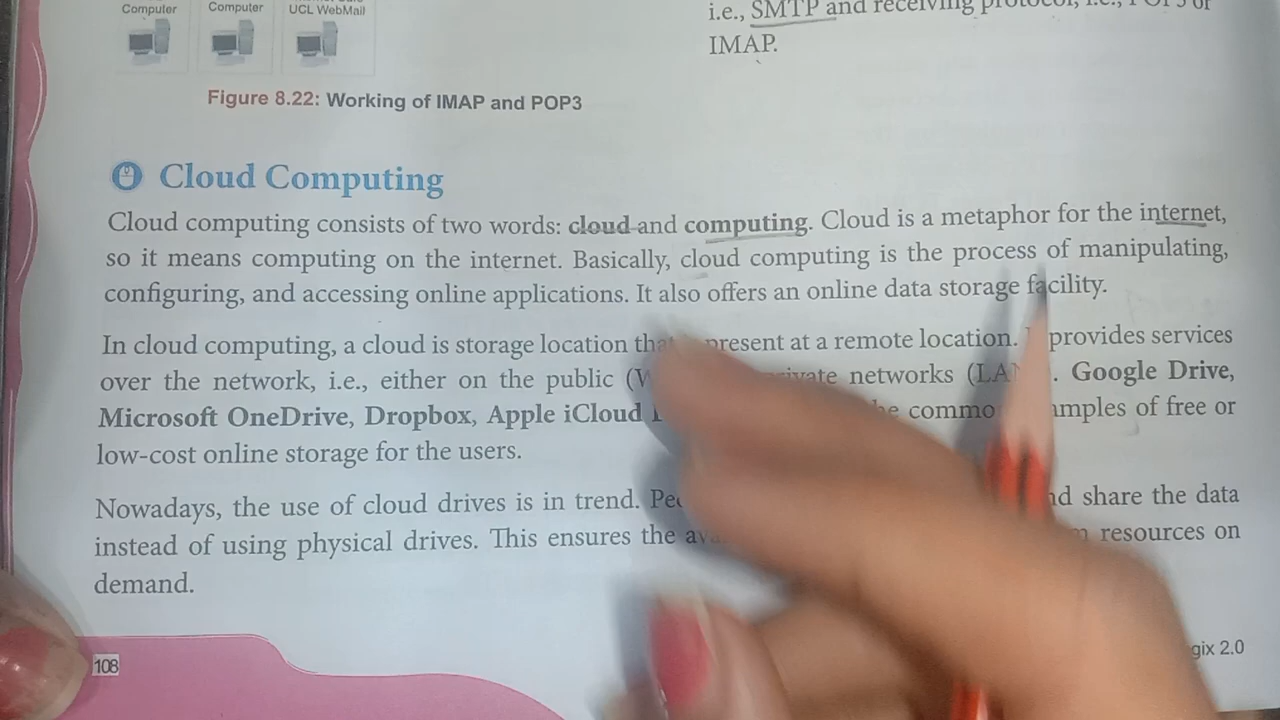 Computer
Computer
UCL WebMail
i.e., SMTP and receiving protocol, i.e.,
IMAP.
Figure 8.22: Working of IMAP and POP3
Cloud Computing
Cloud computing consists of two words: cloud and computing. Cloud is a metaphor for the internet,
so it means computing on the internet. Basically, cloud computing is the process of manipulating,
configuring, and accessing online applications. It also offers an online data storage facility.
In cloud computing, a cloud is storage location present at a remote location. provides services
over the network, i.e., either on the public networks Google Drive,
Microsoft OneDrive, Dropbox, Apple iCloud of free or
low-cost online storage for the users.
Nowadays, the use of cloud drives is in trend. share the data
instead of using physical drives. This ensures the resources on
demand.
108
gix 2.0